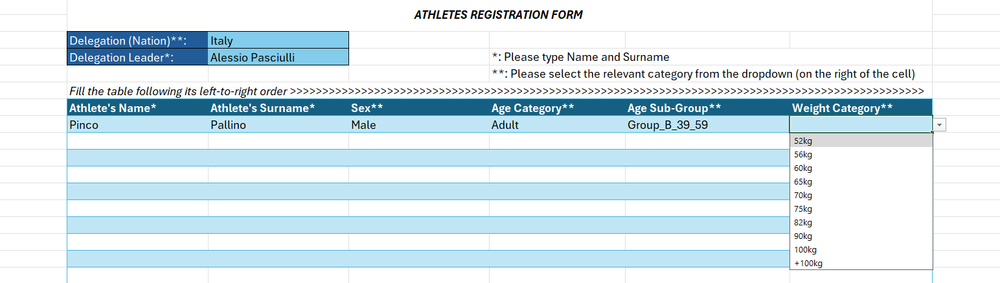 ATHLETES REGISTRATION FORM
Delegation (Nation)**: Italy
Delegation Leader*: Alessio Pasciulli
*: Please type Name and Surname
**: Please select the relevant category from the dropdown (on the right of the cell)
Fill the table following its left-to-right order >>>>>>>>>>>>>>>>>>>>>>>>>>>>>>>>>>>>>>>>>>>>>>>>>>>>>>>>>>>>>>>>>>>>>>>>>>>>>>>>>>>>>>>>>>>>>>>>>>
Athlete's Name* Athlete's Surname* Sex** Age Category** Age Sub-Group** Weight Category**
Pinco Pallino Male Adult Group_B_39_59
52kg
56kg
60kg
65kg
70kg
75kg
82kg
90kg
100kg
+100kg